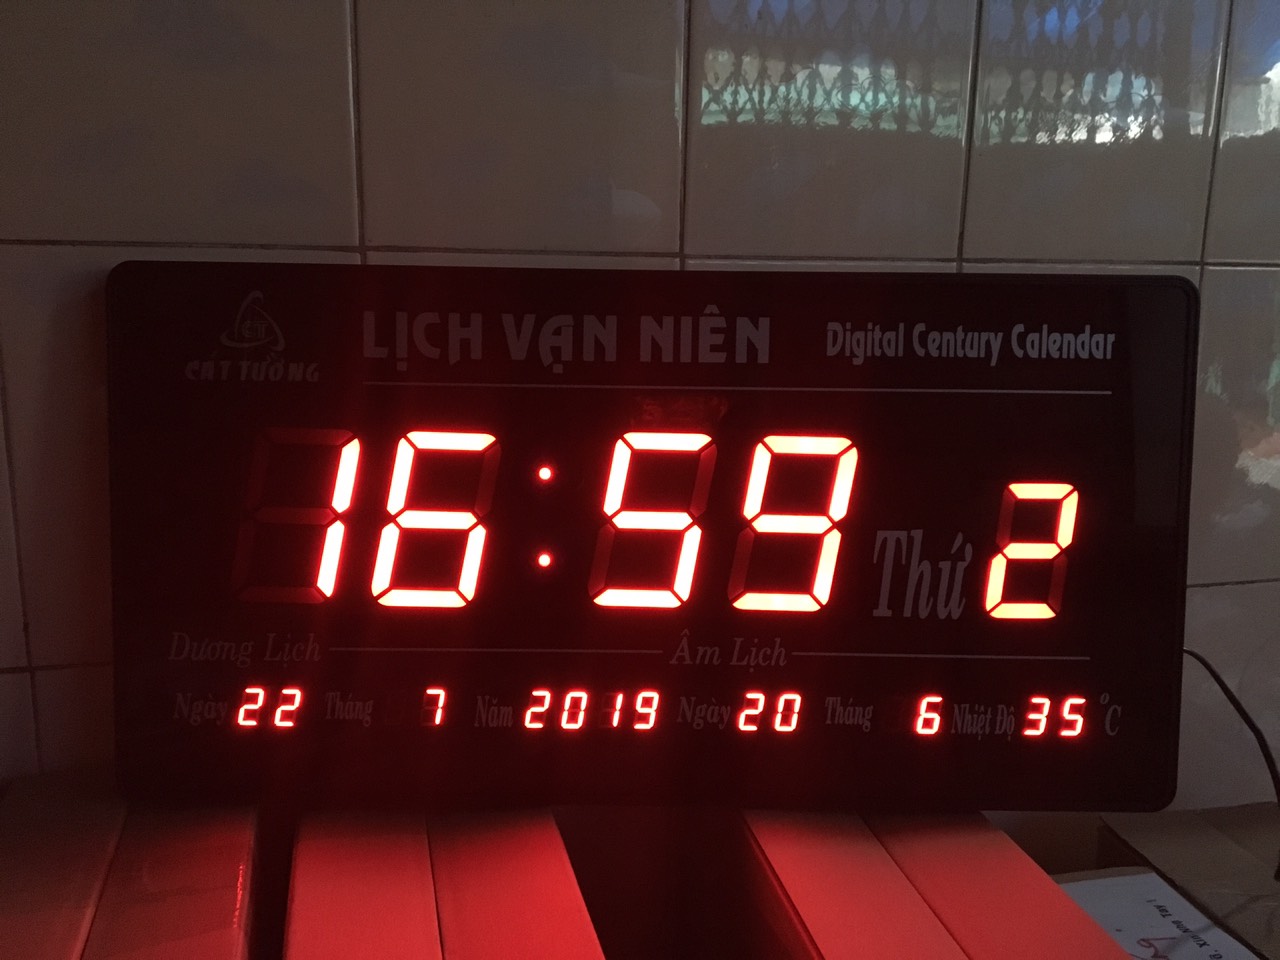 CT
CÁT TƯỜNG
LỊCH VẠN NIÊN Digital Century Calendar
16:59 Thứ 2
Dương Lịch Âm Lịch
Ngày 22 Tháng 7 Năm 2019 Ngày 20 Tháng 6 Nhiệt Độ 35 °C